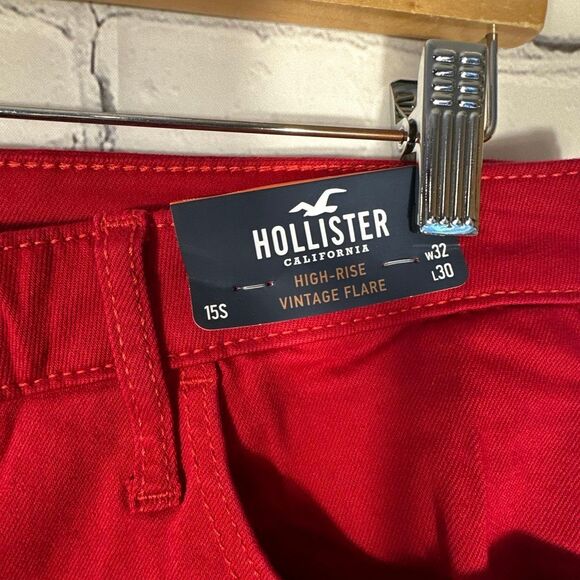 HOLLISTER
CALIFORNIA
HIGH-RISE
VINTAGE FLARE
15S
W32
L30